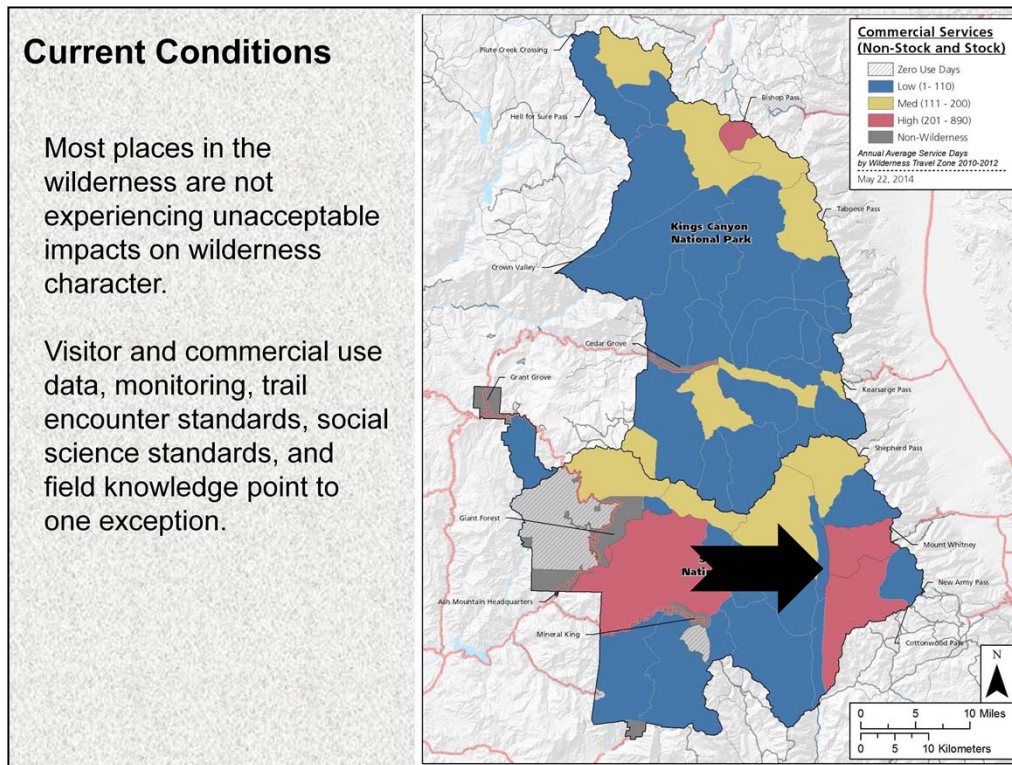 Current Conditions
Most places in the
wilderness are not
experiencing unacceptable
impacts on wilderness
character.
Visitor and commercial use
data, monitoring, trail
encounter standards, social
science standards, and
field knowledge point to
one exception.
Commercial Services
(Non-Stock and Stock)
Zero Use Days
Low (1- 110)
Med (111 - 200)
High (201 - 890)
Non-Wilderness
Annual Average Service Days
by Wilderness Travel Zone 2010-2012
May 22, 2014
Piute Creek Crossing
Hell for Sure Pass
Bishop Pass
Taboose Pass
Kings Canyon
National Park
Crown Valley
Cedar Grove
Grant Grove
Kearsarge Pass
Shepherd Pass
Giant Forest
Mount Whitney
Ash Mountain Headquarters
New Army Pass
Mineral King
Cottonwood Pass
N
0 5 10 Miles
0 5 10 Kilometers